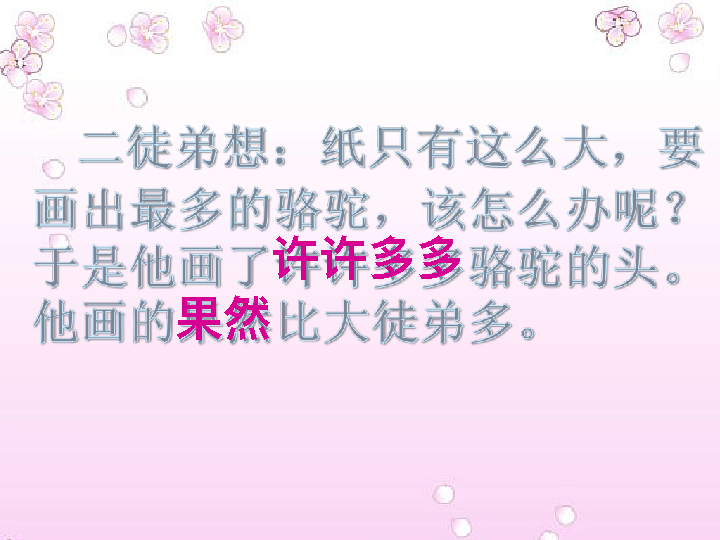 二徒弟想：纸只有这么大，要
画出最多的骆驼，该怎么办呢？
于是他画了许许多多骆驼的头。
他画的果然比大徒弟多。